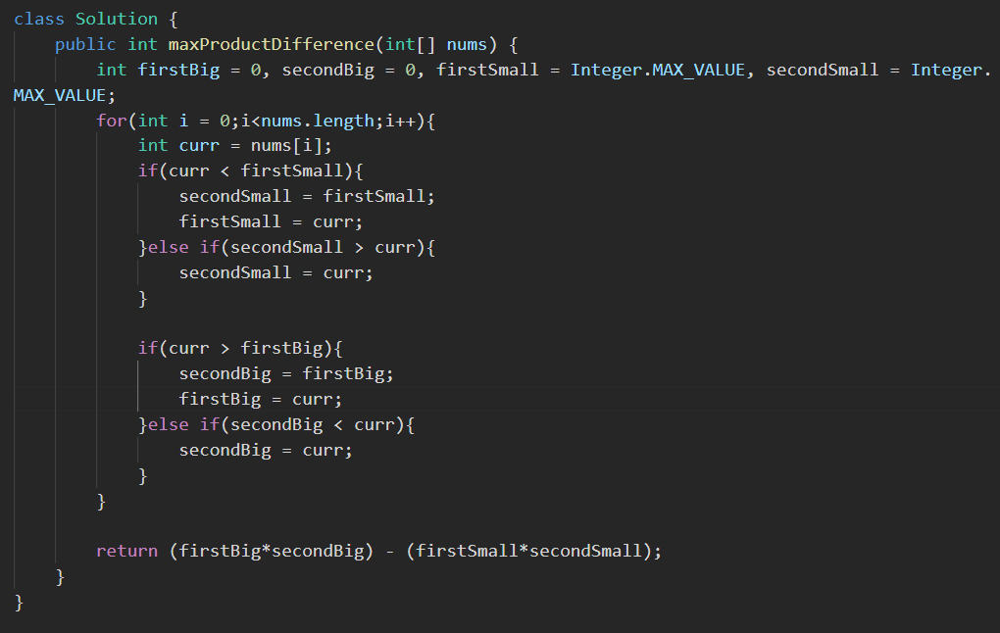 class Solution {
    public int maxProductDifference(int[] nums) {
        int firstBig = 0, secondBig = 0, firstSmall = Integer.MAX_VALUE, secondSmall = Integer.
MAX_VALUE;
        for(int i = 0;i<nums.length;i++){
            int curr = nums[i];
            if(curr < firstSmall){
                secondSmall = firstSmall;
                firstSmall = curr;
            }else if(secondSmall > curr){
                secondSmall = curr;
            }

            if(curr > firstBig){
                secondBig = firstBig;
                firstBig = curr;
            }else if(secondBig < curr){
                secondBig = curr;
            }
        }

        return (firstBig*secondBig) - (firstSmall*secondSmall);
    }
}